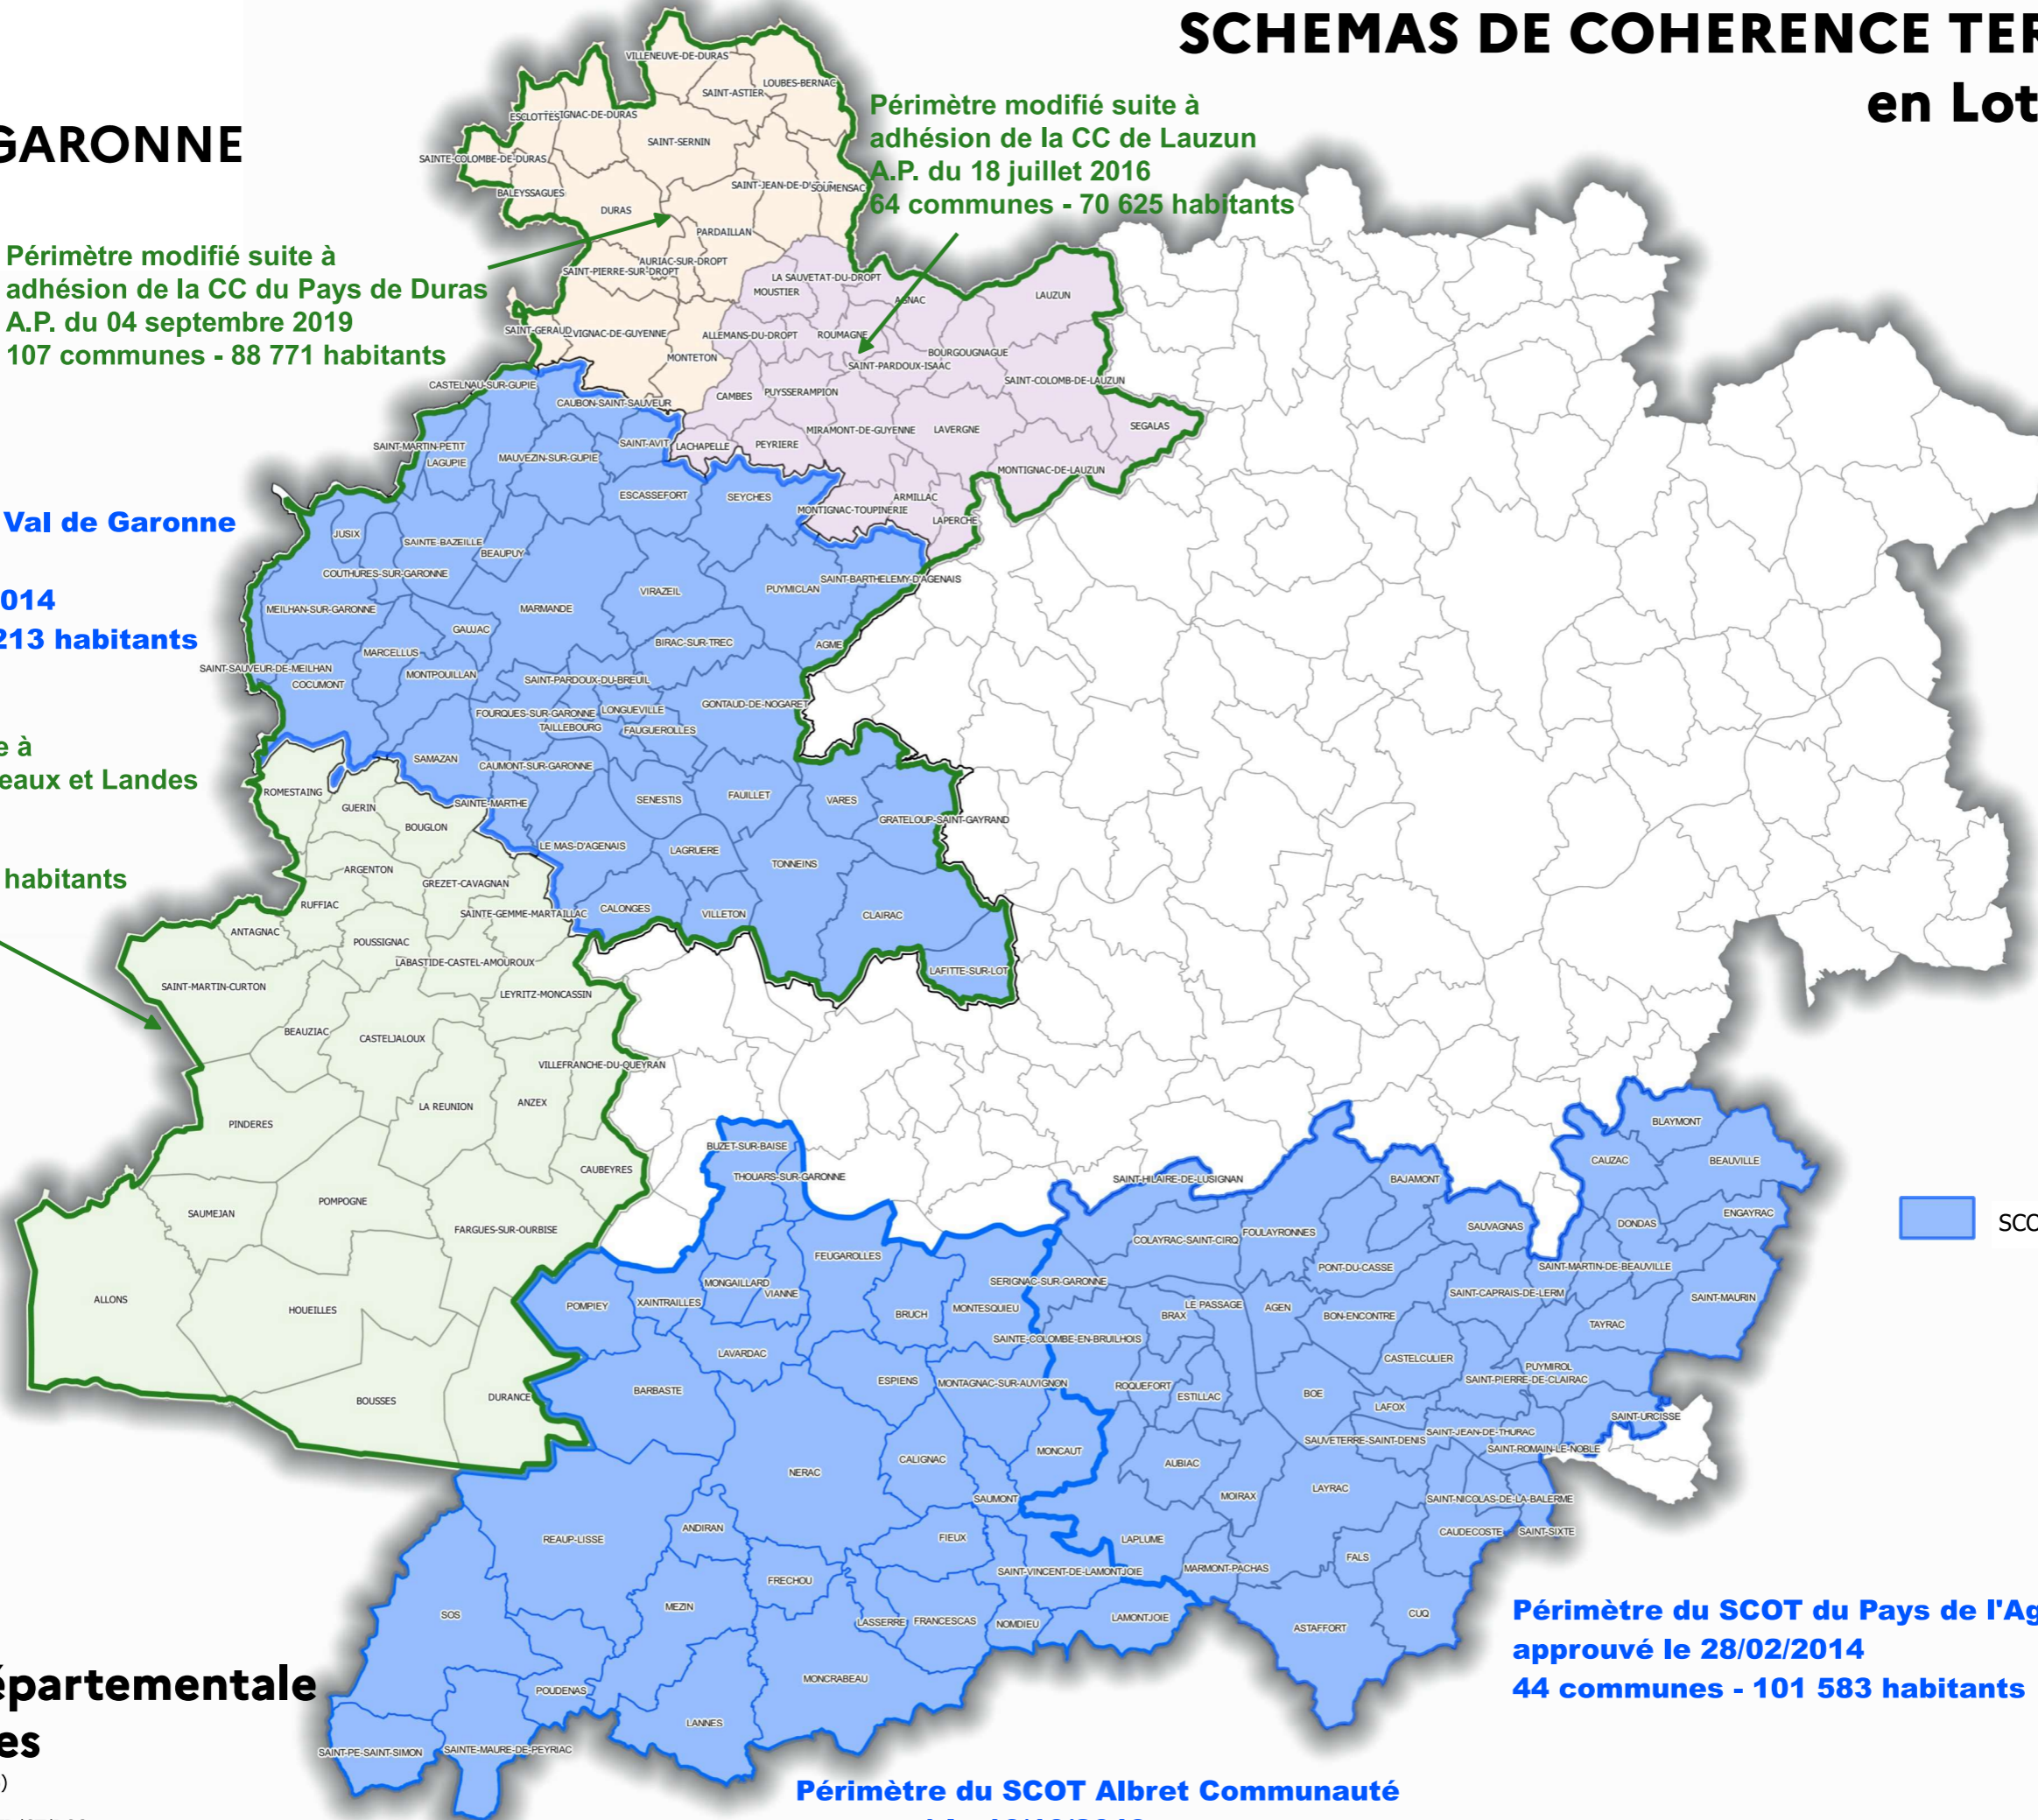 SCHEMAS DE COHERENCE TER
en Lot
GARONNE
Périmètre modifié suite à
adhésion de la CC de Lauzun
A.P. du 18 juillet 2016
64 communes - 70 625 habitants
Périmètre modifié suite à
adhésion de la CC du Pays de Duras
A.P. du 04 septembre 2019
107 communes - 88 771 habitants
Val de Garonne
014
213 habitants
e à
eaux et Landes
habitants
VILLENEUVE-DE-DURAS
LOUBES-BERNAC
SAINT-ASTIER
ESCLOTTES
IGNAC-DE-DURAS
SAINT-SERNIN
SAINTE-COLOMBE-DE-DURAS
BALEYSSAGUES
SAINT-JEAN-DE-D
SOUMENSAC
DURAS
PARDAILLAN
AURIAC-SUR-DROPT
SAINT-PIERRE-SUR-DROPT
SAINT-GERAUD
VIGNAC-DE-GUYENNE
MONTETON
LA SAUVETAT-DU-DROPT
MOUSTIER
AGNAC
LAUZUN
ALLEMANS-DU-DROPT
ROUMAGNE
BOURGOUGNAGUE
SAINT-PARDOUX-ISAAC
SAINT-COLOMB-DE-LAUZUN
CAMBES
PUYSSERAMPION
MIRAMONT-DE-GUYENNE
LAVERGNE
SEGALAS
LACHAPELLE
PEYRIERE
MONTIGNAC-DE-LAUZUN
ARMILLAC
MONTIGNAC-TOUPINERIE
LAPERCHE
CASTELNAU-SUR-GUPIE
CAUBON-SAINT-SAUVEUR
SAINT-MARTIN-PETIT
LAGUPIE
MAUVEZIN-SUR-GUPIE
SAINT-AVIT
ESCASSEFORT
SEYCHES
JUSIX
SAINTE-BAZEILLE
BEAUPUY
COUTHURES-SUR-GARONNE
VIRAZEIL
PUYMICLAN
SAINT-BARTHELEMY-D'AGENAIS
MEILHAN-SUR-GARONNE
MARMANDE
GAUJAC
BIRAC-SUR-TREC
AGME
MARCELLUS
SAINT-SAUVEUR-DE-MEILHAN
COCUMONT
MONTPOUILLAN
SAINT-PARDOUX-DU-BREUIL
GONTAUD-DE-NOGARET
FOURQUES-SUR-GARONNE
LONGUEVILLE
TAILLEBOURG
FAUGUEROLLES
SAMAZAN
CAUMONT-SUR-GARONNE
SAINTE-MARTHE
SENESTIS
FAUILLET
VARES
GRATELOUP-SAINT-GAYRAND
LE MAS-D'AGENAIS
LAGRUERE
TONNEINS
CALONGES
VILLETON
CLAIRAC
LAFITTE-SUR-LOT
ROMESTAING
GUERIN
BOUGLON
ARGENTON
GREZET-CAVAGNAN
RUFFIAC
SAINTE-GEMME-MARTAILLAC
ANTAGNAC
POUSSIGNAC
LABASTIDE-CASTEL-AMOUROUX
SAINT-MARTIN-CURTON
LEYRITZ-MONCASSIN
BEAUZIAC
CASTELJALOUX
VILLEFRANCHE-DU-QUEYRAN
PINDERES
LA REUNION
ANZEX
CAUBEYRES
SAUMEJAN
POMPOGNE
FARGUES-SUR-OURBISE
ALLONS
HOUEILLES
BOUSSES
DURANCE
BUZET-SUR-BAISE
THOUARS-SUR-GARONNE
FEUGAROLLES
MONGAILLARD
VIANNE
POMPIEY
XAINTRAILLES
BRUCH
MONTESQUIEU
SERIGNAC-SUR-GARONNE
SAINTE-COLOMBE-EN-BRUILHOIS
LAVARDAC
BARBASTE
ESPIENS
MONTAGNAC-SUR-AUVIGNON
NERAC
CALIGNAC
MONCAUT
SAUMONT
REAUP-LISSE
ANDIRAN
FIEUX
FRECHOU
SAINT-VINCENT-DE-LAMONTJOIE
SOS
MEZIN
LASSERRE
FRANCESCAS
NOMDIEU
LAMONTJOIE
MONCRABEAU
POUDENAS
LANNES
SAINT-PE-SAINT-SIMON
SAINTE-MAURE-DE-PEYRIAC
BLAYMONT
CAUZAC
BEAUVILLE
SAINT-HILAIRE-DE-LUSIGNAN
BAJAMONT
ENGAYRAC
SAUVAGNAS
DONDAS
COLAYRAC-SAINT-CIRQ
FOULAYRONNES
PONT-DU-CASSE
SAINT-MARTIN-DE-BEAUVILLE
SAINT-CAPRAIS-DE-LERM
SAINT-MAURIN
LE PASSAGE
BRAX
AGEN
BON-ENCONTRE
TAYRAC
CASTELCULIER
PUYMIROL
SAINT-PIERRE-DE-CLAIRAC
ROQUEFORT
ESTILLAC
BOE
LAFOX
SAINT-URCISSE
SAUVETERRE-SAINT-DENIS
SAINT-JEAN-DE-THURAC
SAINT-ROMAIN-LE-NOBLE
AUBIAC
MOIRAX
LAYRAC
SAINT-NICOLAS-DE-LA-BALERME
CAUDECOSTE
SAINT-SIXTE
LAPLUME
MARMONT-PACHAS
FALS
CUQ
ASTAFFORT
SCO
Périmètre du SCOT du Pays de l'Ag
approuvé le 28/02/2014
44 communes - 101 583 habitants
épartementale
es
)
Périmètre du SCOT Albret Communauté